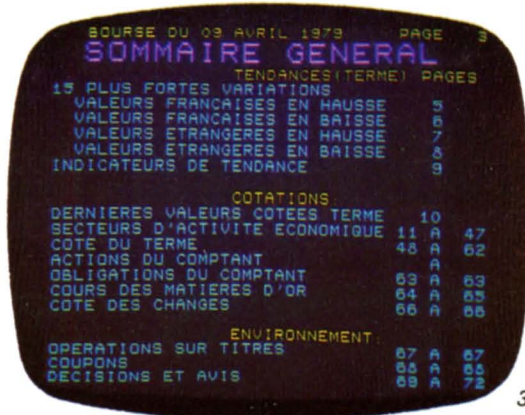 BOURSE DU 09 AVRIL 1979 PAGE 3
SOMMAIRE GENERAL
TENDANCES(TERME) PAGES
15 PLUS FORTES VARIATIONS
VALEURS FRANCAISES EN HAUSSE 5
VALEURS FRANCAISES EN BAISSE 6
VALEURS ETRANGERES EN HAUSSE 7
VALEURS ETRANGERES EN BAISSE 8
INDICATEURS DE TENDANCE 9
COTATIONS
DERNIERES VALEURS COTEES TERME 10
SECTEURS D'ACTIVITE ECONOMIQUE 11 A 47
COTE DU TERME 48 A 62
ACTIONS DU COMPTANT A
OBLIGATIONS DU COMPTANT 63 A 63
COURS DES MATIERES D'OR 64 A 65
COTE DES CHANGES 66 A 66
ENVIRONNEMENT
OPERATIONS SUR TITRES 67 A 67
COUPONS 68 A 68
DECISIONS ET AVIS 69 A 72
3